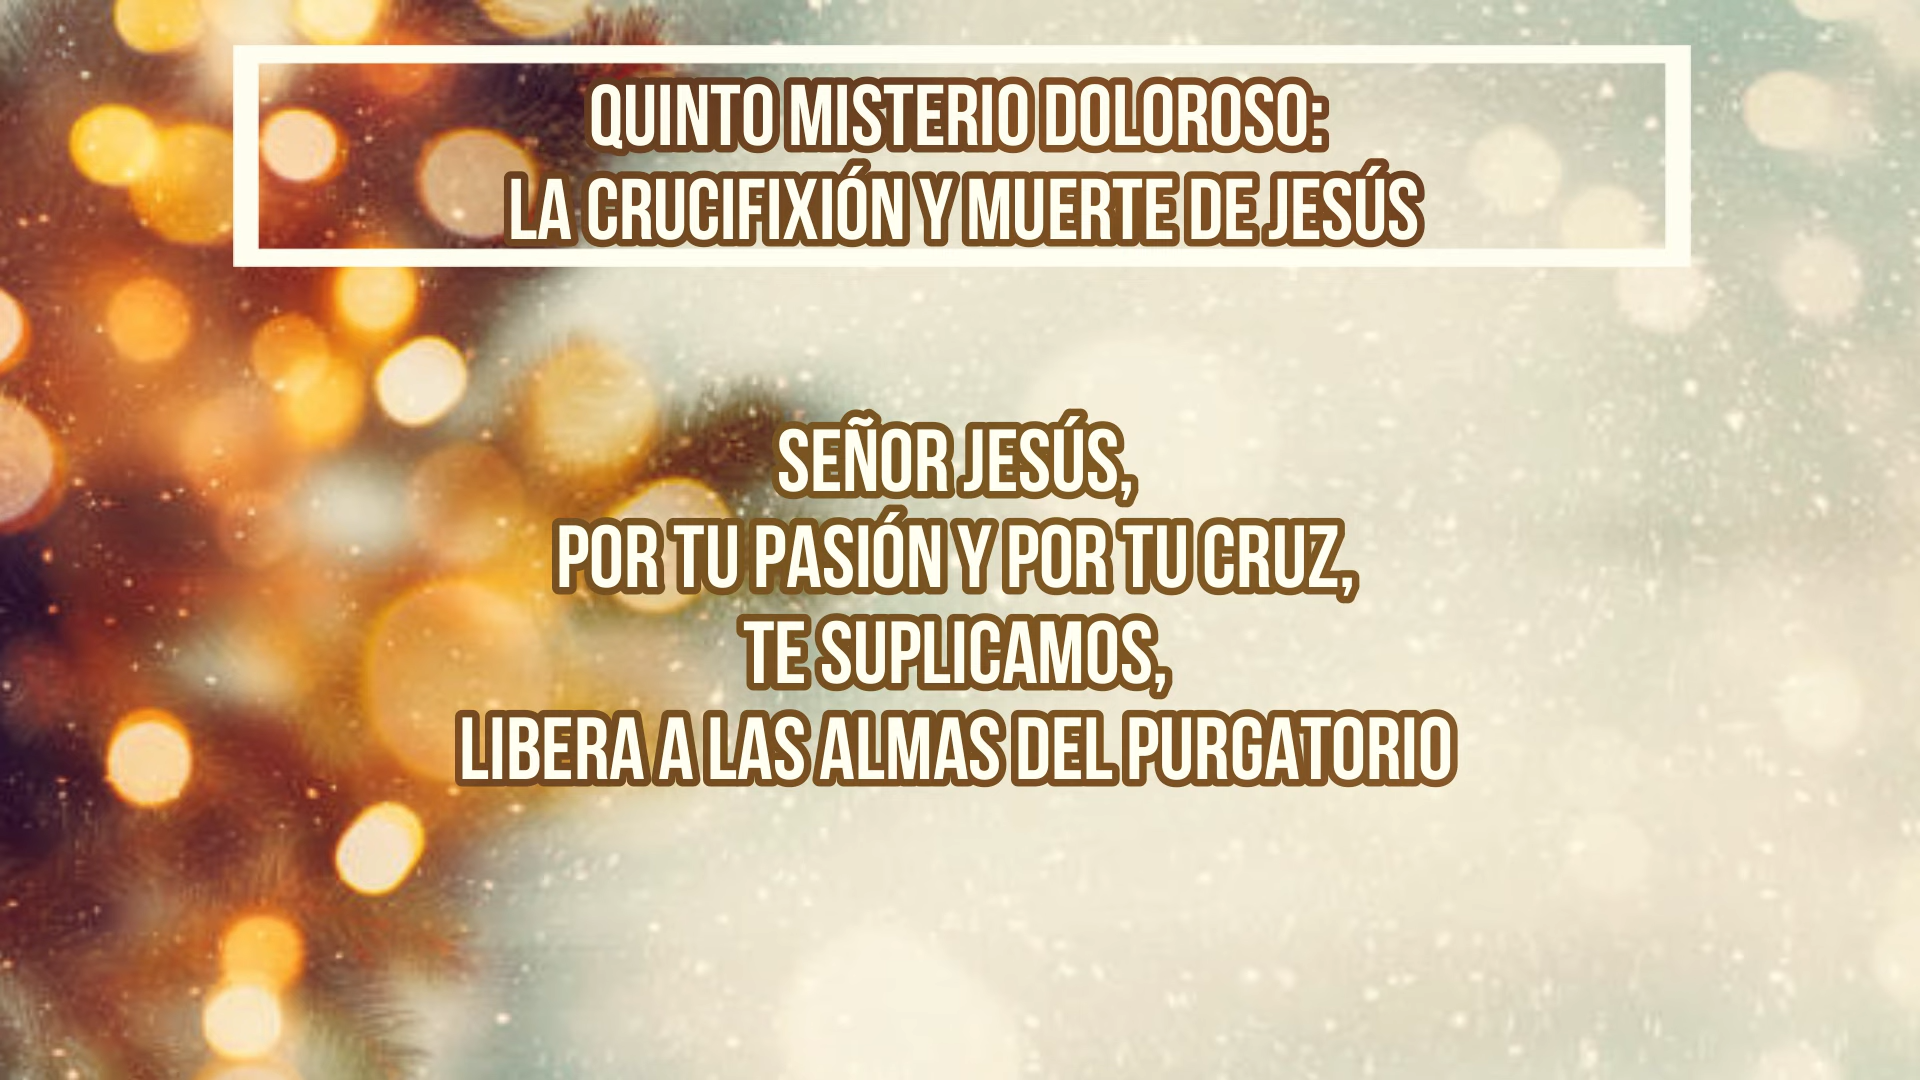 QUINTO MISTERIO DOLOROSO:
LA CRUCIFIXIÓN Y MUERTE DE JESÚS
SEÑOR JESÚS,
POR TU PASIÓN Y POR TU CRUZ,
TE SUPLICAMOS,
LIBERA A LAS ALMAS DEL PURGATORIO